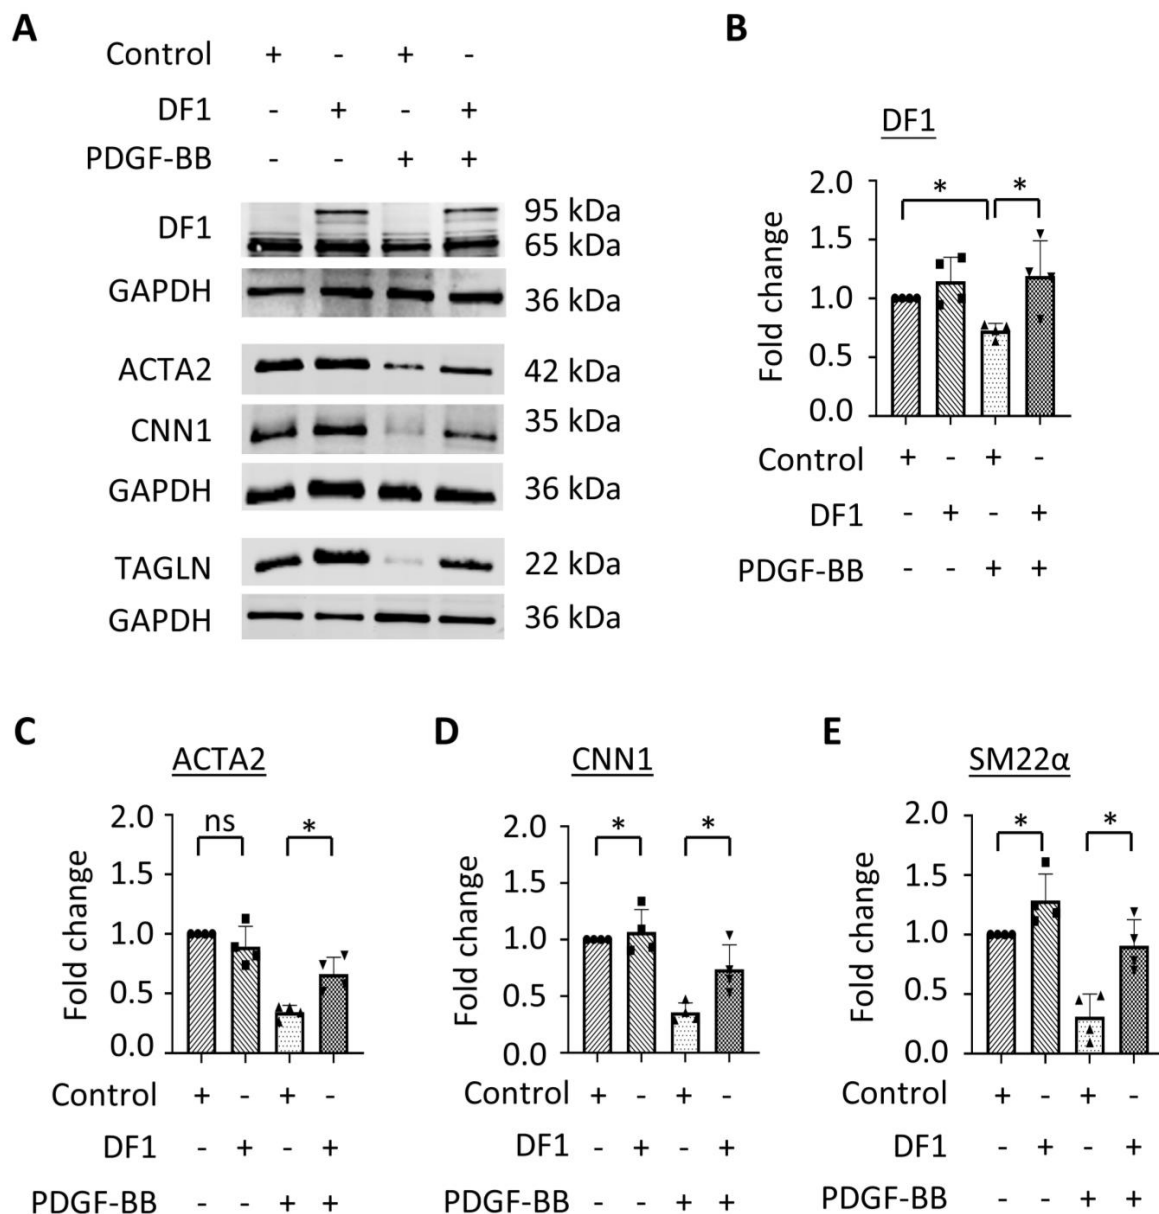 A
Control + - + -
DF1 - + - +
PDGF-BB - - + +
DF1 95 kDa
65 kDa
GAPDH 36 kDa
ACTA2 42 kDa
CNN1 35 kDa
GAPDH 36 kDa
TAGLN 22 kDa
GAPDH 36 kDa
B
DF1
Fold change
2.0
1.5
1.0
0.5
0.0
* *
Control + - + -
DF1 - + - +
PDGF-BB - - + +
C
ACTA2
Fold change
2.0
1.5
1.0
0.5
0.0
ns *
Control + - + -
DF1 - + - +
PDGF-BB - - + +
D
CNN1
Fold change
2.0
1.5
1.0
0.5
0.0
* *
Control + - + -
DF1 - + - +
PDGF-BB - - + +
E
SM22α
Fold change
2.0
1.5
1.0
0.5
0.0
* *
Control + - + -
DF1 - + - +
PDGF-BB - - + +